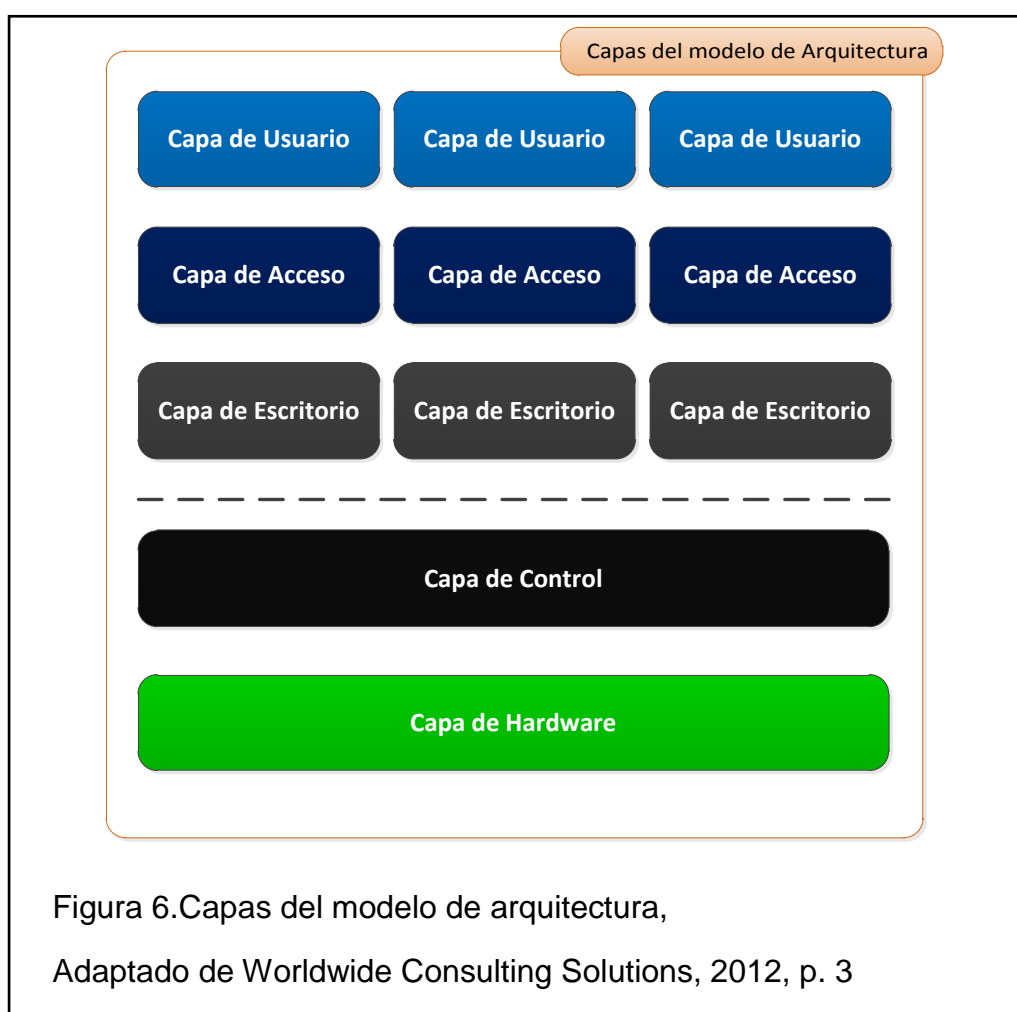 Capas del modelo de Arquitectura
Capa de Usuario Capa de Usuario Capa de Usuario
Capa de Acceso Capa de Acceso Capa de Acceso
Capa de Escritorio Capa de Escritorio Capa de Escritorio
Capa de Control
Capa de Hardware
Figura 6.Capas del modelo de arquitectura,
Adaptado de Worldwide Consulting Solutions, 2012, p. 3